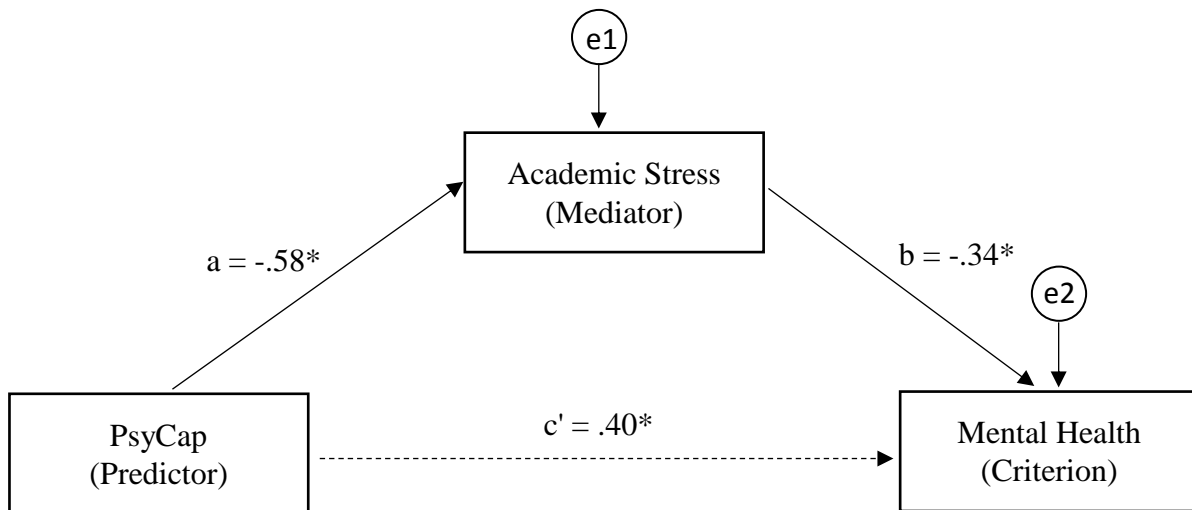 e1
Academic Stress
(Mediator)
a = -.58*
b = -.34*
e2
PsyCap
(Predictor)
c' = .40*
Mental Health
(Criterion)